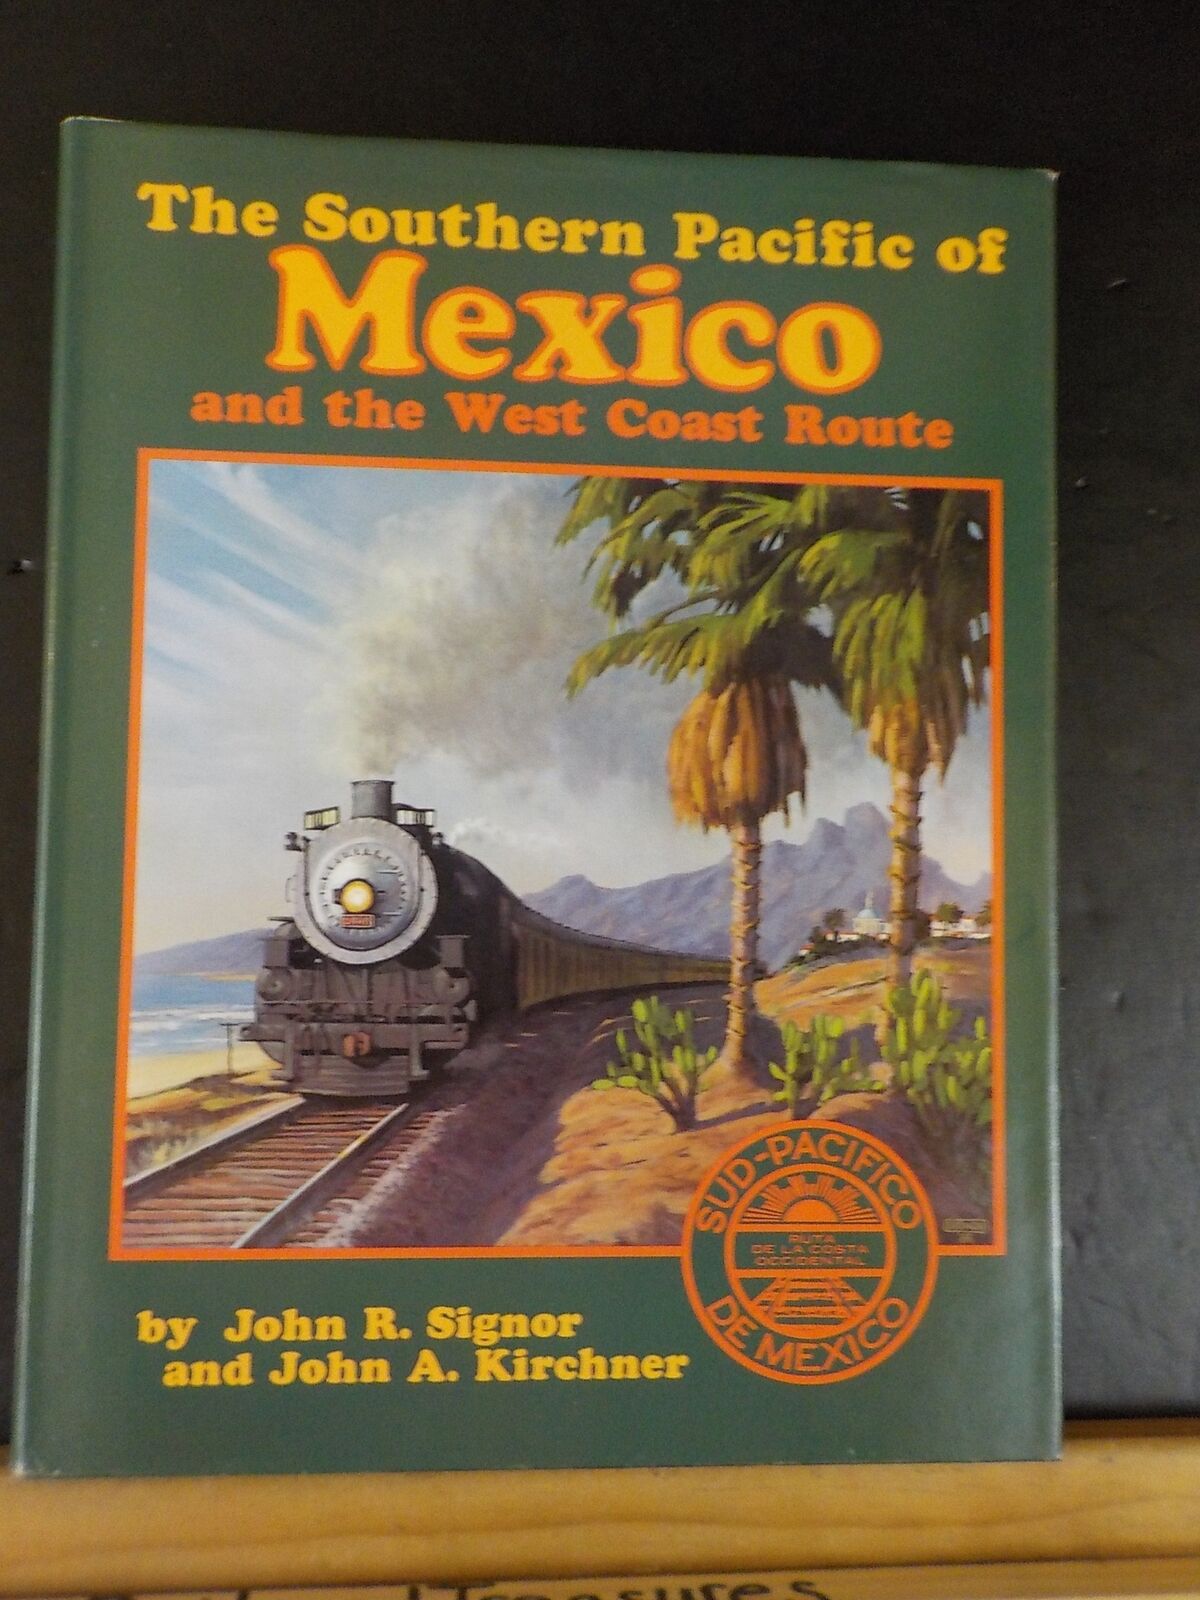 The Southern Pacific of
Mexico
and the West Coast Route
SUD-PACIFICO
RUTA
DE LA COSTA
OCCIDENTAL
DE MEXICO
by John R. Signor
and John A. Kirchner
Treasures